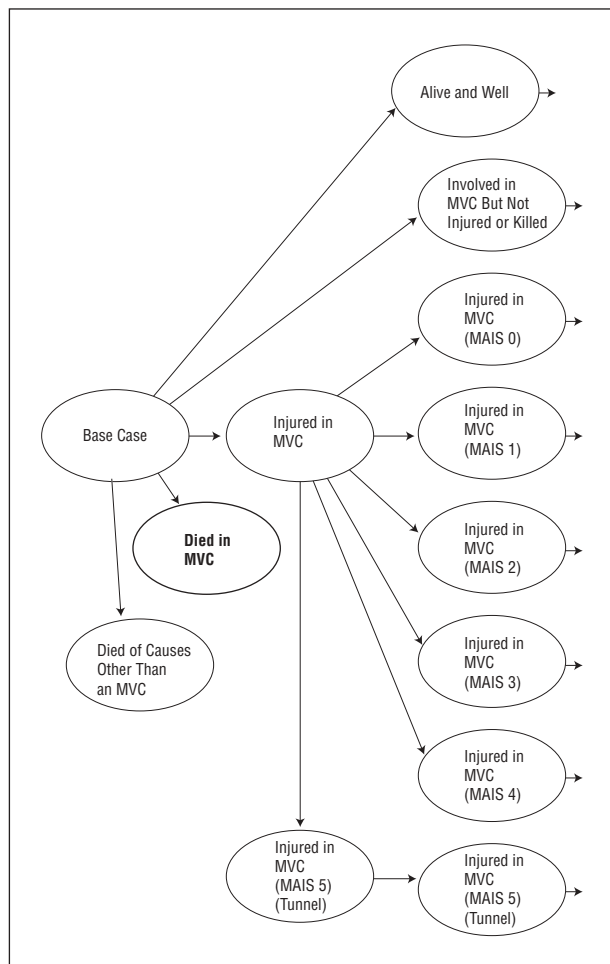 Alive and Well
Involved in
MVC But Not
Injured or Killed
Injured in
MVC
(MAIS 0)
Base Case
Injured in
MVC
Injured in
MVC
(MAIS 1)
Died in
MVC
Injured in
MVC
(MAIS 2)
Died of Causes
Other Than
an MVC
Injured in
MVC
(MAIS 3)
Injured in
MVC
(MAIS 4)
Injured in
MVC
(MAIS 5)
(Tunnel)
Injured in
MVC
(MAIS 5)
(Tunnel)